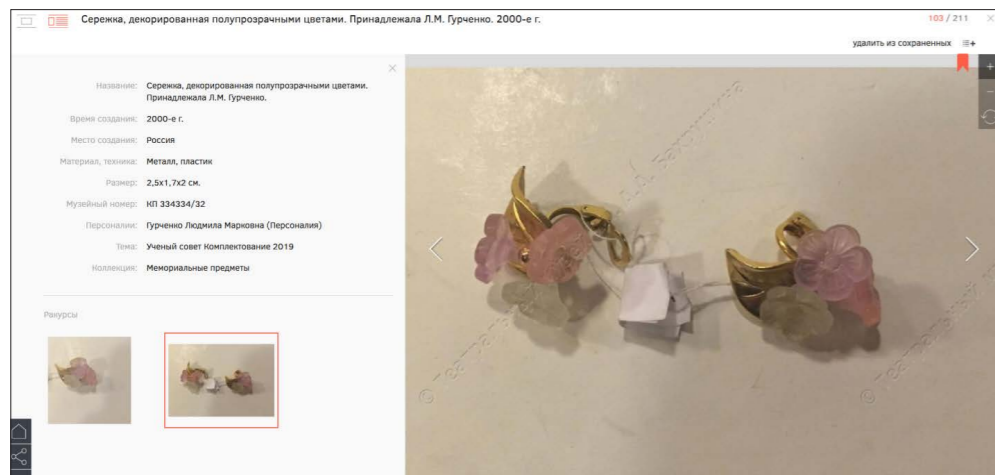 Сережка, декорированная полупрозрачными цветами. Принадлежала Л.М. Гурченко. 2000-е г.
103 / 211
удалить из сохраненных
Название: Сережка, декорированная полупрозрачными цветами.
Принадлежала Л.М. Гурченко.
Время создания: 2000-е г.
Место создания: Россия
Материал, техника: Металл, пластик
Размер: 2,5х1,7х2 см.
Музейный номер: КП 334334/32
Персоналии: Гурченко Людмила Марковна (Персоналия)
Тема: Ученый совет Комплектование 2019
Коллекция: Мемориальные предметы
Ракурсы